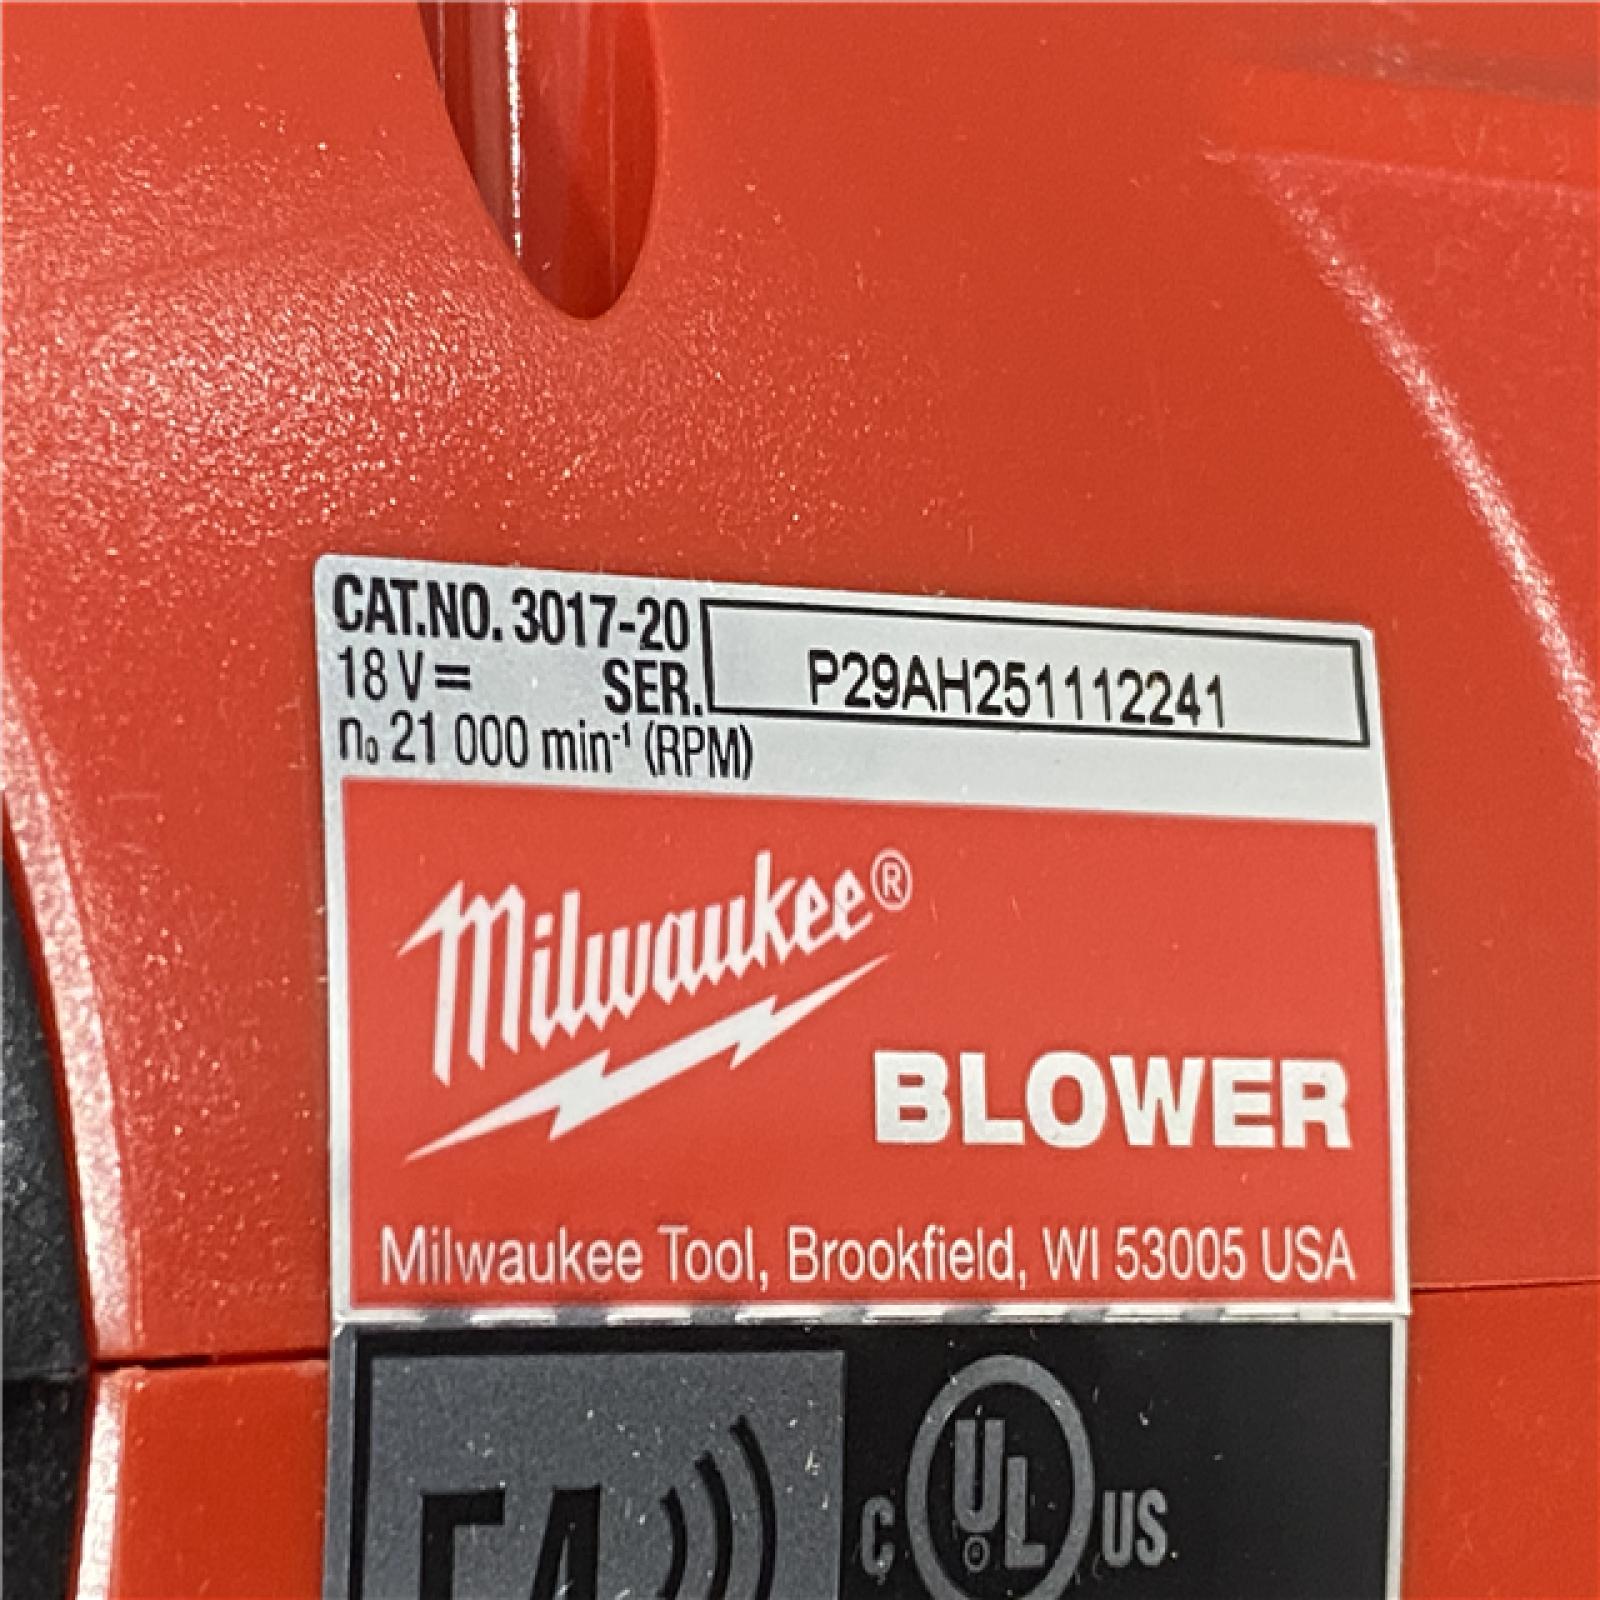 CAT.NO. 3017-20
18 V⎓ SER. P29AH251112241
n₀ 21 000 min⁻¹ (RPM)
Milwaukee®
BLOWER
Milwaukee Tool, Brookfield, WI 53005 USA
C UL® US